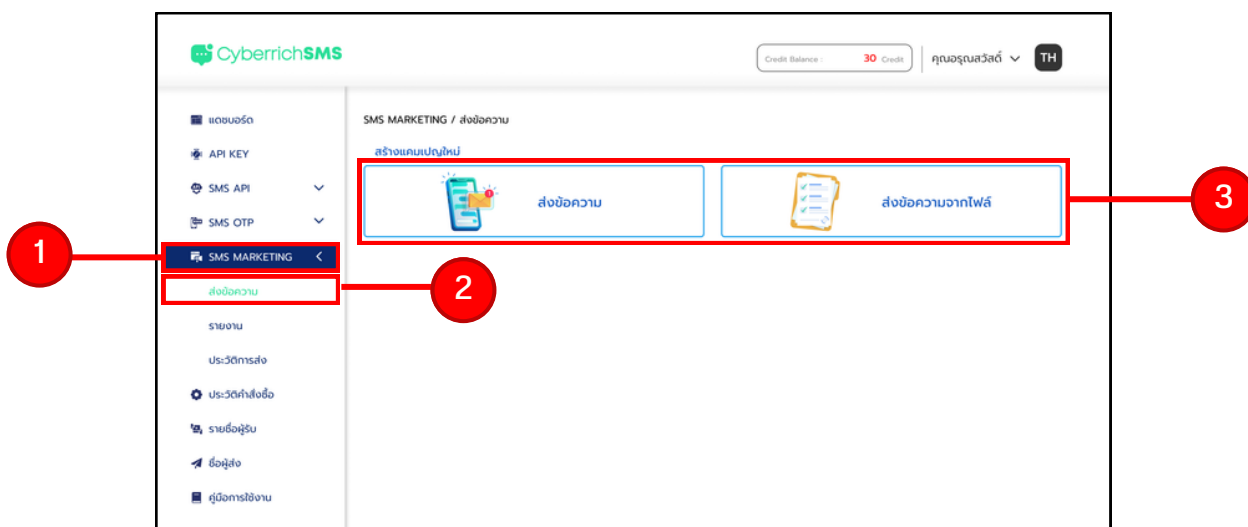 CyberrichSMS
Credit Balance : 30 Credit
คุณอรุณสวัสดิ์
TH
แดชบอร์ด
API KEY
SMS API
SMS OTP
SMS MARKETING
ส่งข้อความ
รายงาน
ประวัติการส่ง
ประวัติคำสั่งซื้อ
รายชื่อผู้รับ
ชื่อผู้ส่ง
คู่มือการใช้งาน
SMS MARKETING / ส่งข้อความ
สร้างแคมเปญใหม่
ส่งข้อความ
ส่งข้อความจากไฟล์
1
2
3